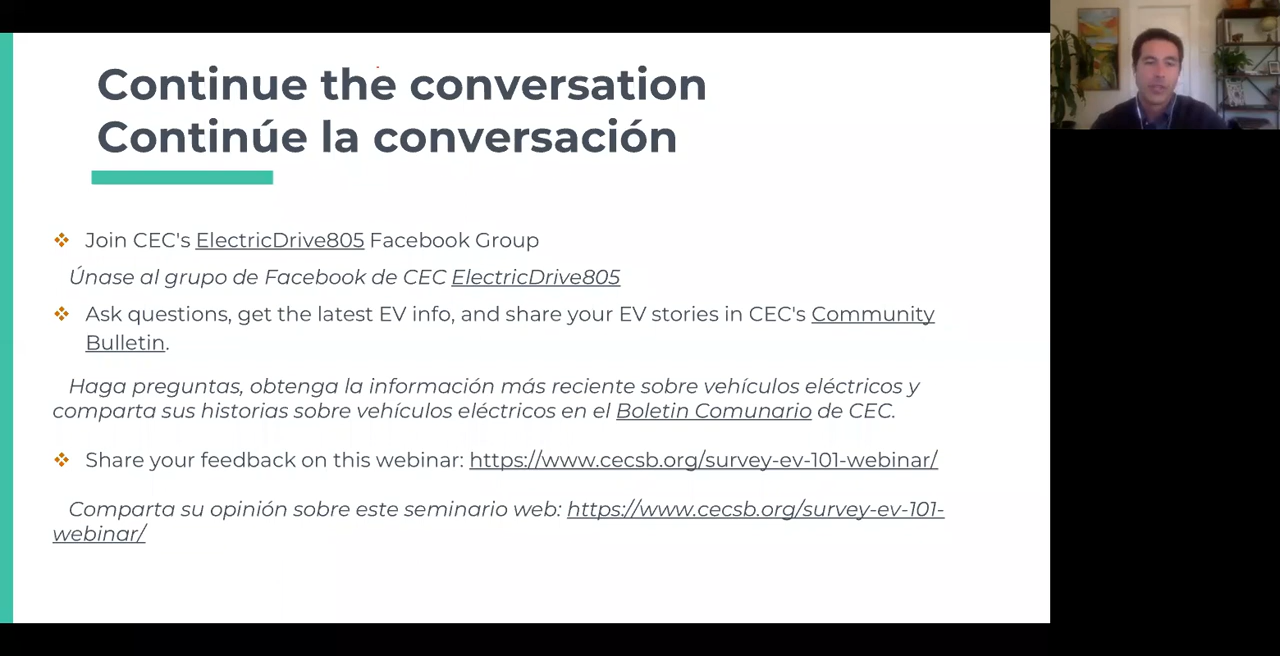 Continue the conversation
Continúe la conversación
Join CEC's ElectricDrive805 Facebook Group
Únase al grupo de Facebook de CEC ElectricDrive805
Ask questions, get the latest EV info, and share your EV stories in CEC's Community
Bulletin.
Haga preguntas, obtenga la información más reciente sobre vehículos eléctricos y
comparta sus historias sobre vehículos eléctricos en el Boletin Comunario de CEC.
Share your feedback on this webinar: https://www.cecsb.org/survey-ev-101-webinar/
Comparta su opinión sobre este seminario web: https://www.cecsb.org/survey-ev-101-
webinar/